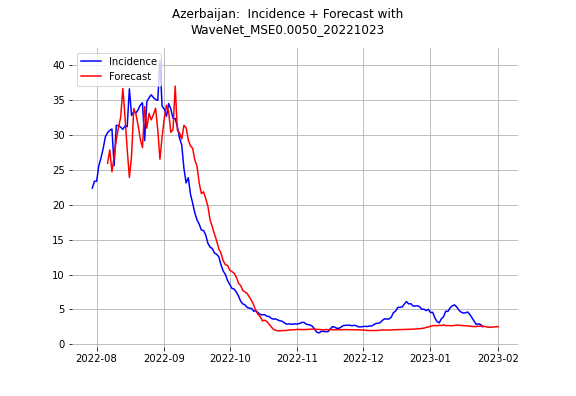 Azerbaijan:  Incidence + Forecast with
WaveNet_MSE0.0050_20221023
Incidence
Forecast
40
35
30
25
20
15
10
5
0
2022-08 2022-09 2022-10 2022-11 2022-12 2023-01 2023-02